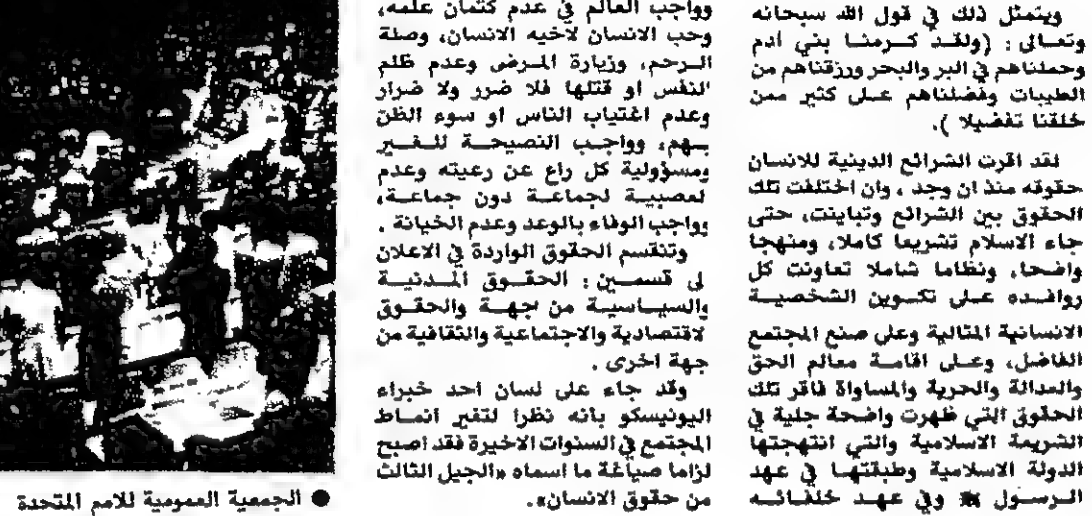 ويتمثل ذلك في قول الله سبحانه
وتعالى : (ولقد كرمنا بني ادم
وحملناهم في البر والبحر ورزقناهم من
الطيبات وفضلناهم على كثير ممن
خلقنا تفضيلا ).
لقد اقرت الشرائع الدينية للانسان
حقوقه منذ ان وجد ، وان اختلفت تلك
الحقوق بين الشرائع وتباينت، حتى
جاء الاسلام تشريعا كاملا، ومنهجا
واضحا، ونظاما شاملا تعاونت كل
روافده على تكوين الشخصية
الانسانية المثالية وعلى صنع المجتمع
الفاضل، وعلى اقامة معالم الحق
والعدالة والحرية والمساواة فاقر تلك
الحقوق التي ظهرت واضحة جلية في
الشريعة الاسلامية والتي انتهجتها
الدولة الاسلامية وطبقتها في عهد
الرسول ﷺ وفي عهد خلفائه
وواجب العالم في عدم كتمان علمه،
وحب الانسان لأخيه الانسان، وصلة
الرحم، وزيارة المرضى وعدم ظلم
النفس او قتلها فلا ضرر ولا ضرار
وعدم اغتياب الناس او سوء الظن
بهم، وواجب النصيحة للغير
ومسؤولية كل راع عن رعيته وعدم
لعصبية لجماعة دون جماعة،
وواجب الوفاء بالوعد وعدم الخيانة .
وتنقسم الحقوق الواردة في الاعلان
لى قسمين : الحقوق المدنية
والسياسية من جهة والحقوق
لاقتصادية والاجتماعية والثقافية من
جهة اخرى .
وقد جاء على لسان احد خبراء
اليونيسكو بانه نظرا لتغير انماط
المجتمع في السنوات الاخيرة فقد اصبح
لزاما صياغة ما اسماه «الجيل الثالث
من حقوق الانسان».
● الجمعية العمومية للامم المتحدة